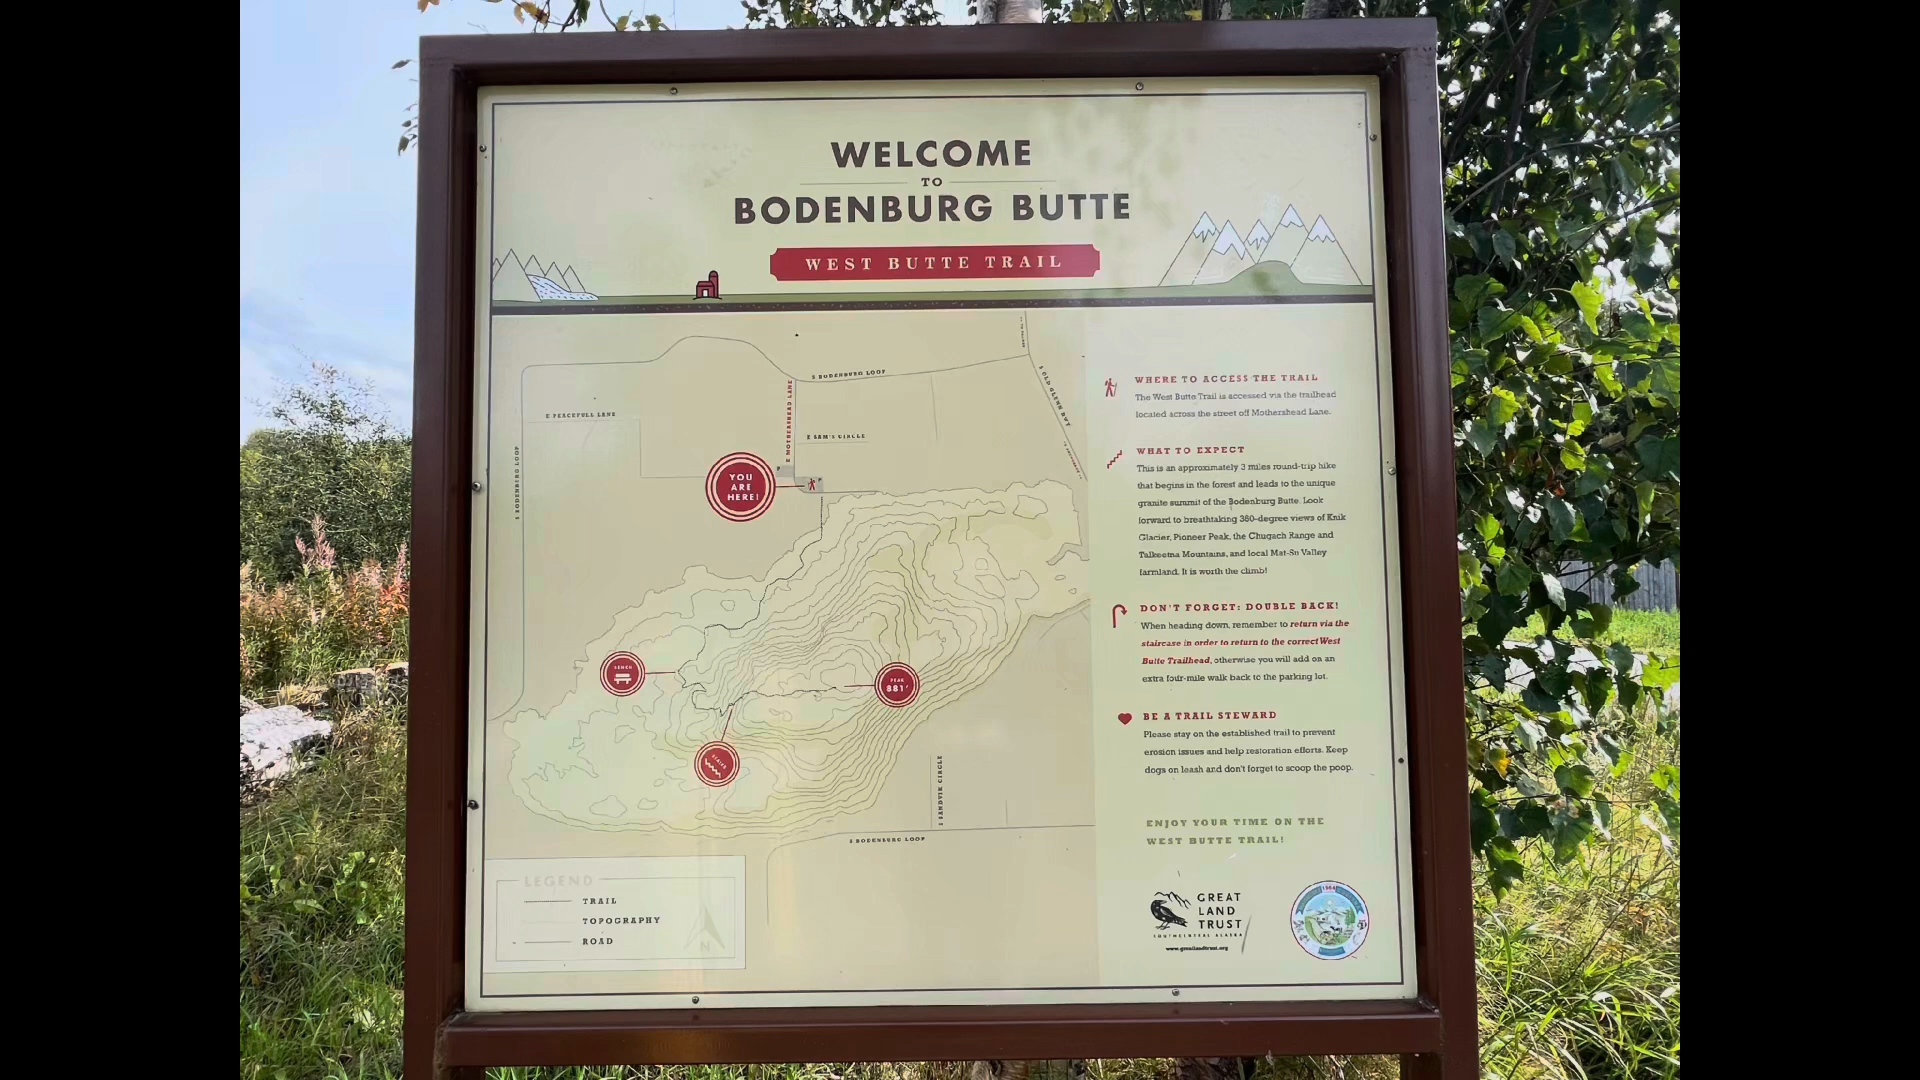 WELCOME
TO
BODENBURG BUTTE
WEST BUTTE TRAIL
E BODENBURG LOOP
S OLD GLENN HWY
E PEACEFULL LANE
E MOTHERSHEAD LANE
E SAM'S CIRCLE
S BODENBURG LOOP
P
YOU
ARE
HERE!
P
BENCH
PEAK
881'
STAIRS
S SANDVIK CIRCLE
E BODENBURG LOOP
LEGEND
TRAIL
TOPOGRAPHY
ROAD
N
WHERE TO ACCESS THE TRAIL
The West Butte Trail is accessed via the trailhead
located across the street off Mothershead Lane.
WHAT TO EXPECT
This is an approximately 3 miles round-trip hike
that begins in the forest and leads to the unique
granite summit of the Bodenburg Butte. Look
forward to breathtaking 360-degree views of Knik
Glacier, Pioneer Peak, the Chugach Range and
Talkeetna Mountains, and local Mat-Su Valley
farmland. It is worth the climb!
DON'T FORGET: DOUBLE BACK!
When heading down, remember to return via the
staircase in order to return to the correct West
Butte Trailhead, otherwise you will add on an
extra four-mile walk back to the parking lot.
BE A TRAIL STEWARD
Please stay on the established trail to prevent
erosion issues and help restoration efforts. Keep
dogs on leash and don't forget to scoop the poop.
ENJOY YOUR TIME ON THE
WEST BUTTE TRAIL!
GREAT
LAND
TRUST
SOUTHCENTRAL ALASKA
www.greatlandtrust.org
1964